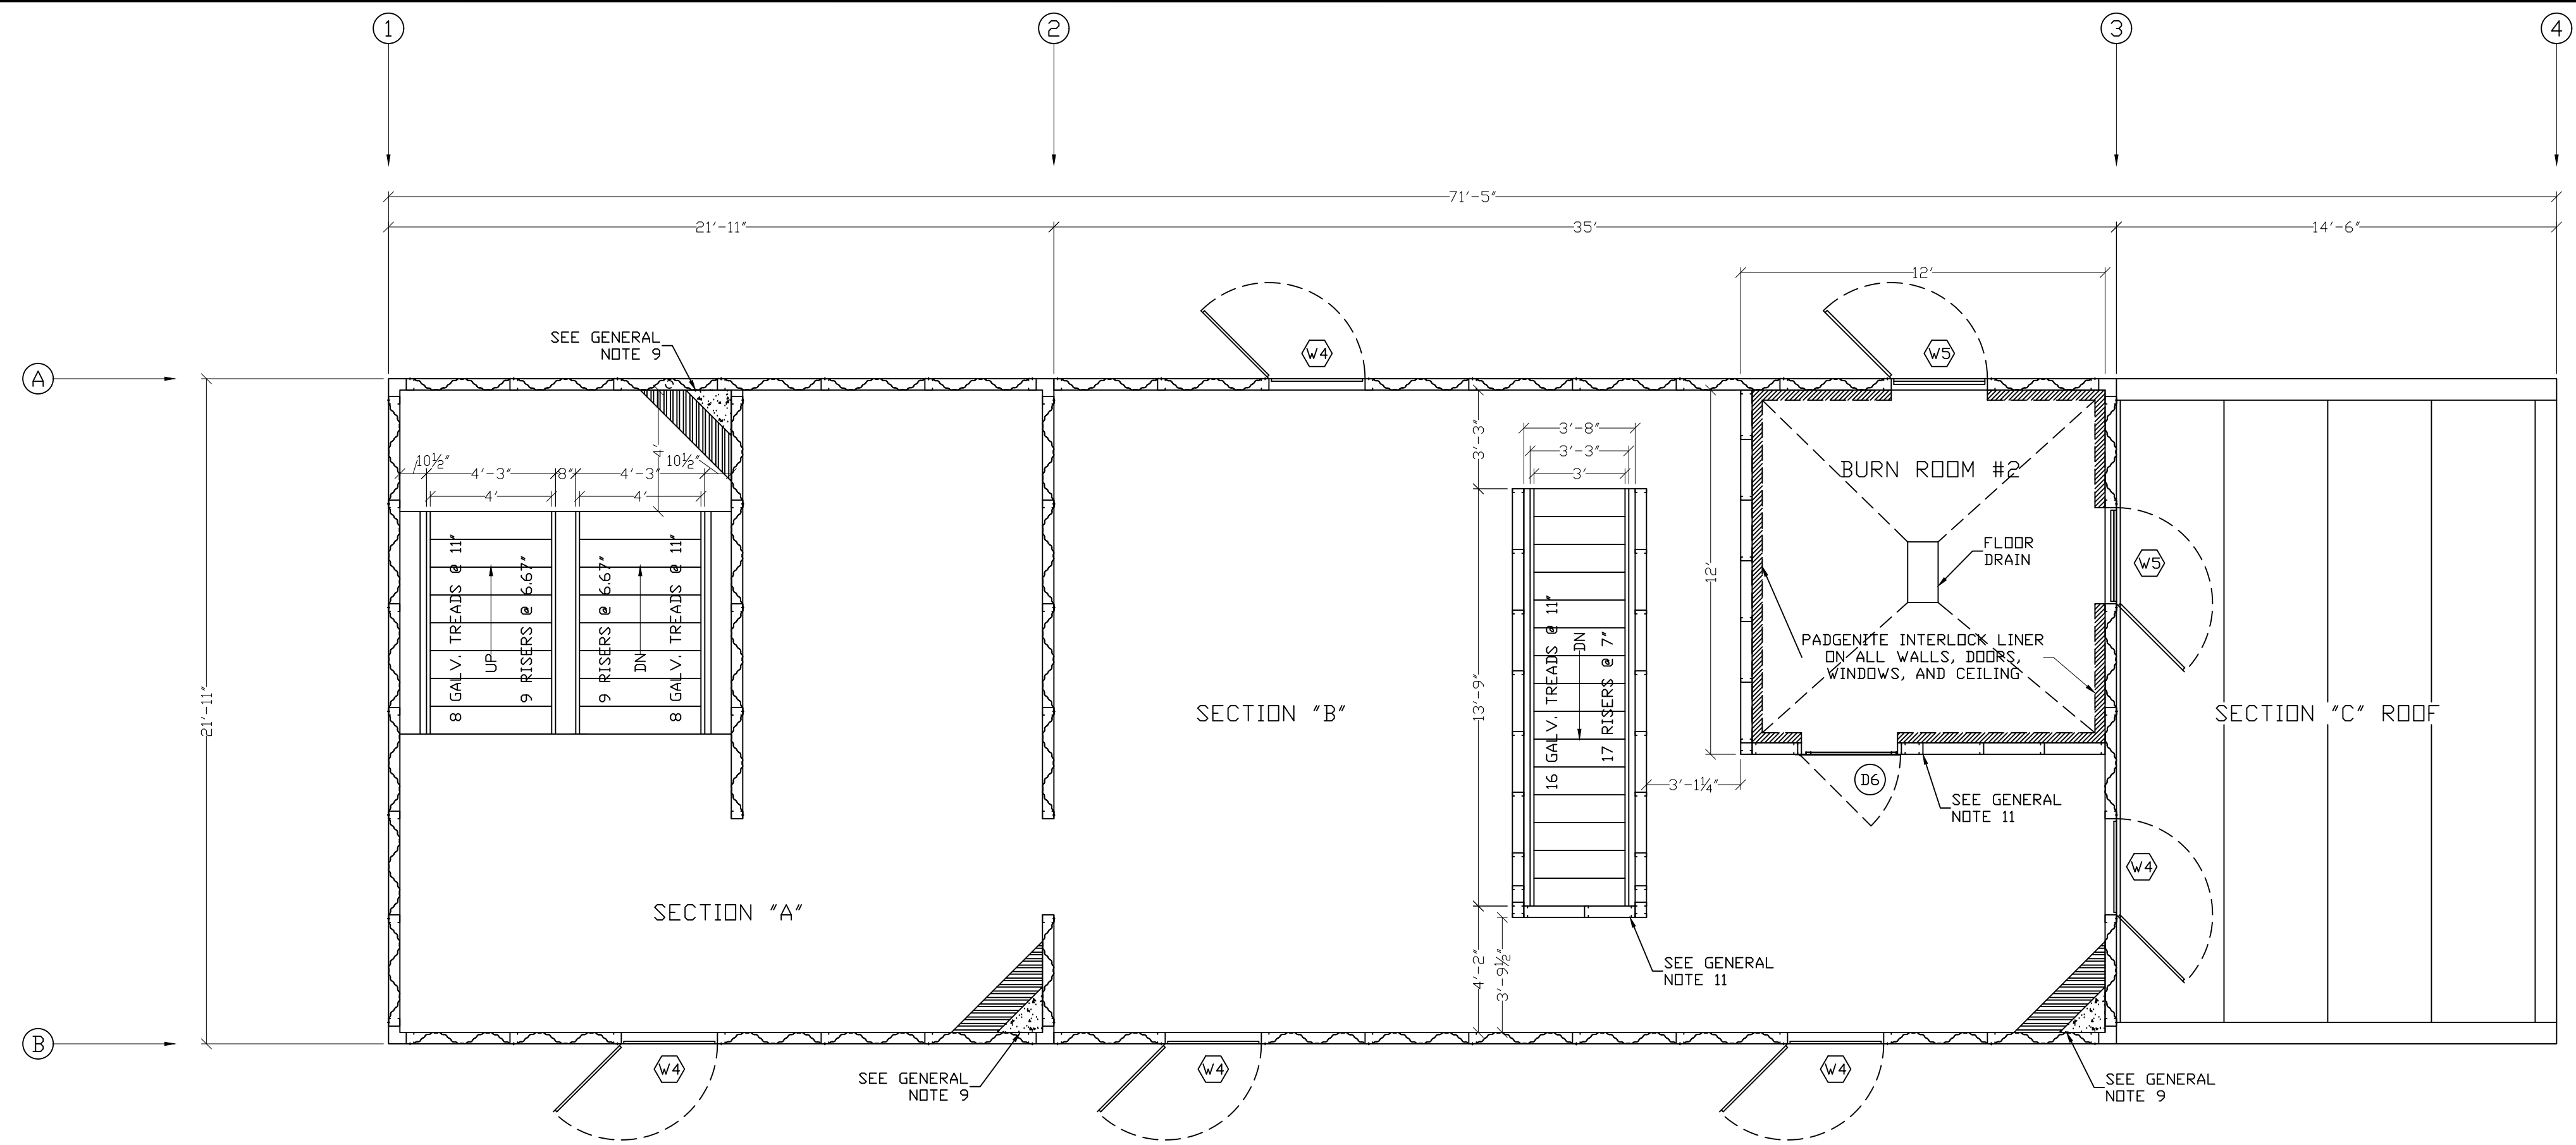 1
2
3
4
71'-5"
21'-11"
35'
14'-6"
12'
SEE GENERAL
NOTE 9
W4
W5
A
3'-3"
3'-8"
3'-3"
3'
4'
10½"
4'-3"
8"
4'-3"
10½"
4'
4'
BURN ROOM #2
FLOOR
DRAIN
W5
12'
8 GALV. TREADS @ 11"
UP
9 RISERS @ 6.67"
9 RISERS @ 6.67"
DN
8 GALV. TREADS @ 11"
16 GALV. TREADS @ 11"
DN
17 RISERS @ 7"
PADGENITE INTERLOCK LINER
ON ALL WALLS, DOORS,
WINDOWS, AND CEILING
21'-11"
13'-9"
SECTION "B"
SECTION "C" ROOF
3'-1¼"
D6
SEE GENERAL
NOTE 11
W4
SECTION "A"
4'-2"
3'-9½"
SEE GENERAL
NOTE 11
B
W4
SEE GENERAL
NOTE 9
W4
W4
SEE GENERAL
NOTE 9